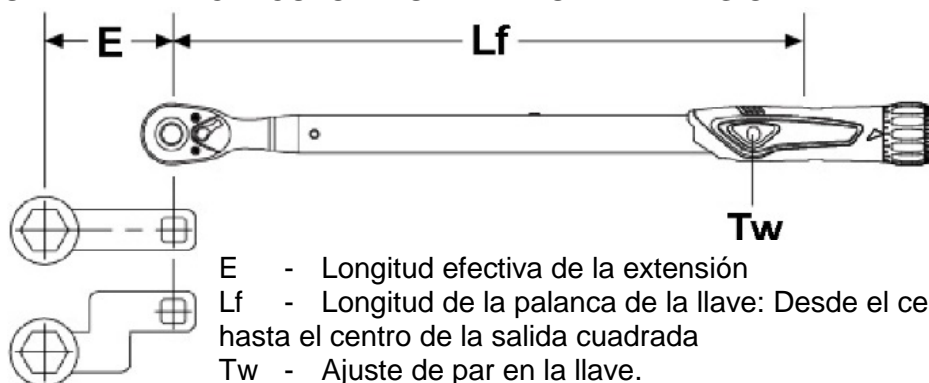 E Lf
Tw
E - Longitud efectiva de la extensión
Lf - Longitud de la palanca de la llave: Desde el ce
hasta el centro de la salida cuadrada
Tw - Ajuste de par en la llave.